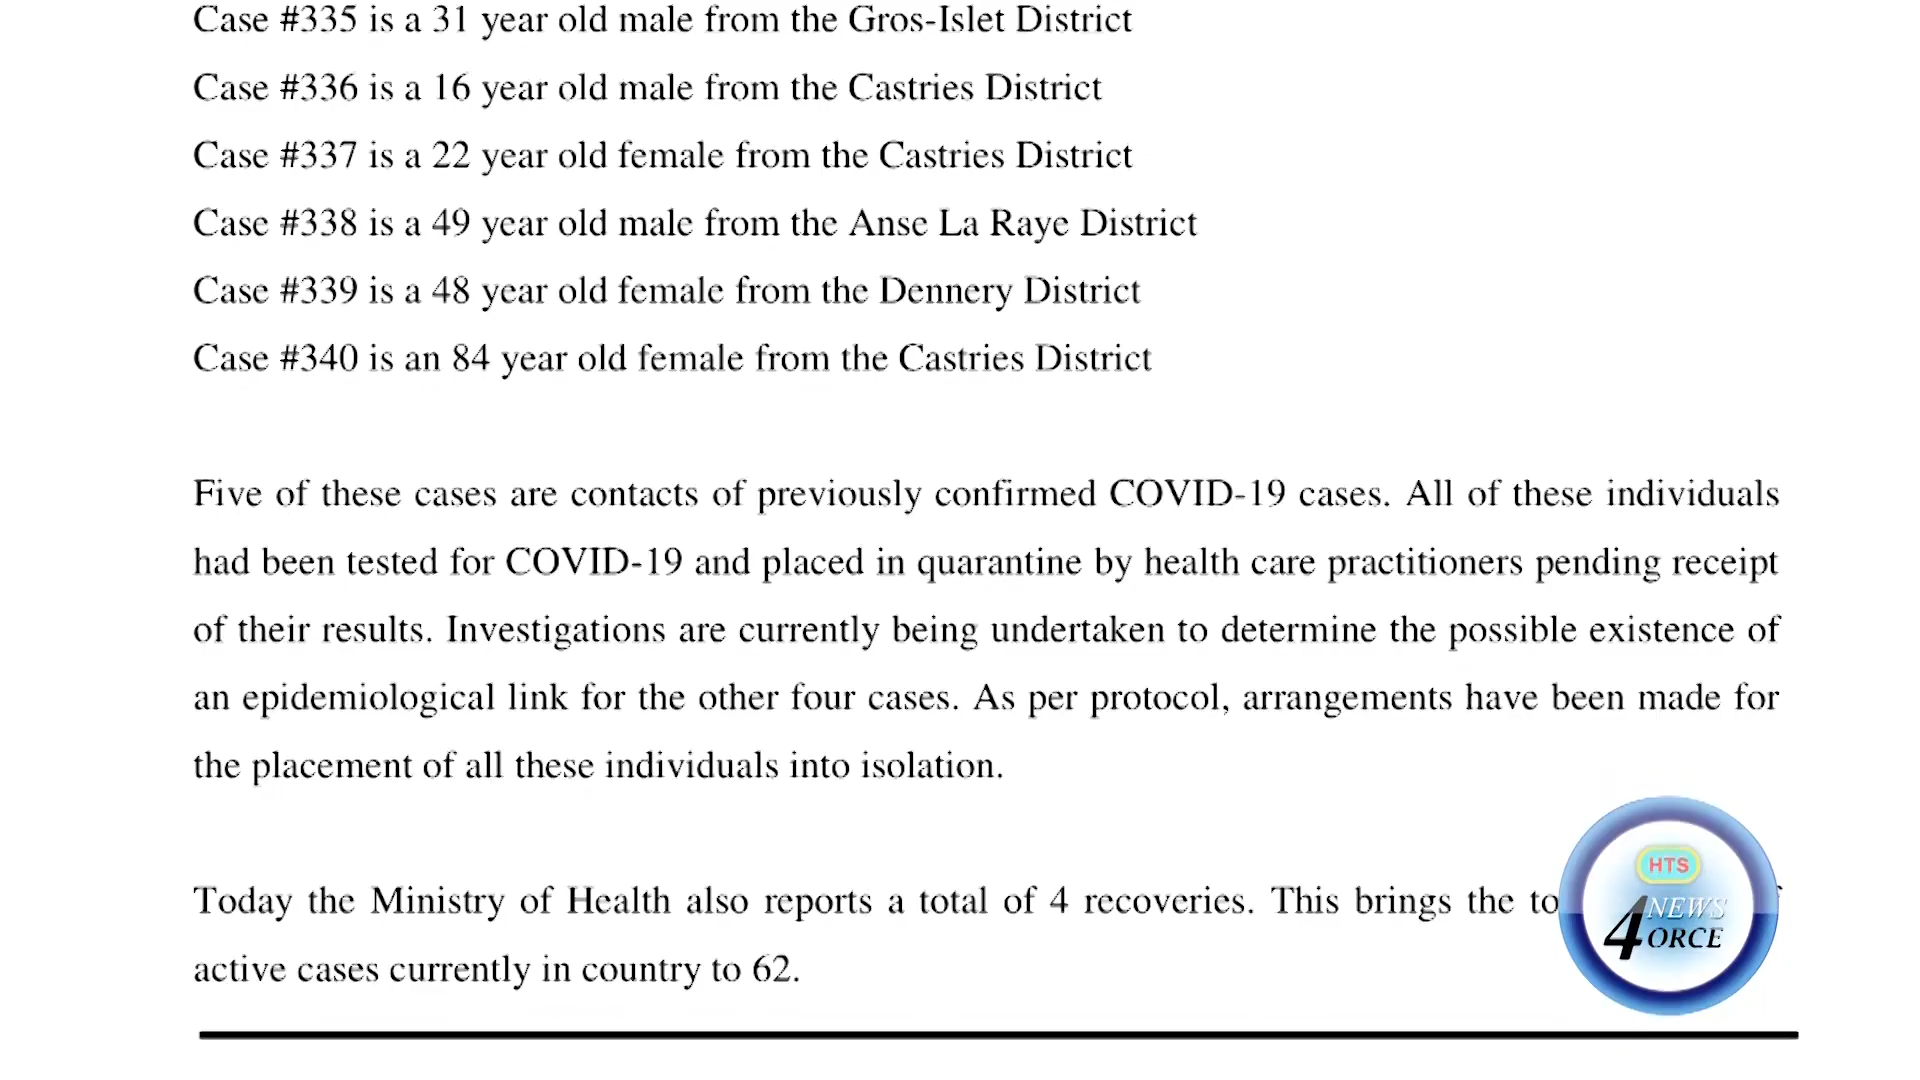 Case #335 is a 31 year old male from the Gros-Islet District
Case #336 is a 16 year old male from the Castries District
Case #337 is a 22 year old female from the Castries District
Case #338 is a 49 year old male from the Anse La Raye District
Case #339 is a 48 year old female from the Dennery District
Case #340 is an 84 year old female from the Castries District
Five of these cases are contacts of previously confirmed COVID-19 cases. All of these individuals
had been tested for COVID-19 and placed in quarantine by health care practitioners pending receipt
of their results. Investigations are currently being undertaken to determine the possible existence of
an epidemiological link for the other four cases. As per protocol, arrangements have been made for
the placement of all these individuals into isolation.
Today the Ministry of Health also reports a total of 4 recoveries. This brings the
active cases currently in country to 62.
HTS
NEWS
4ORCE